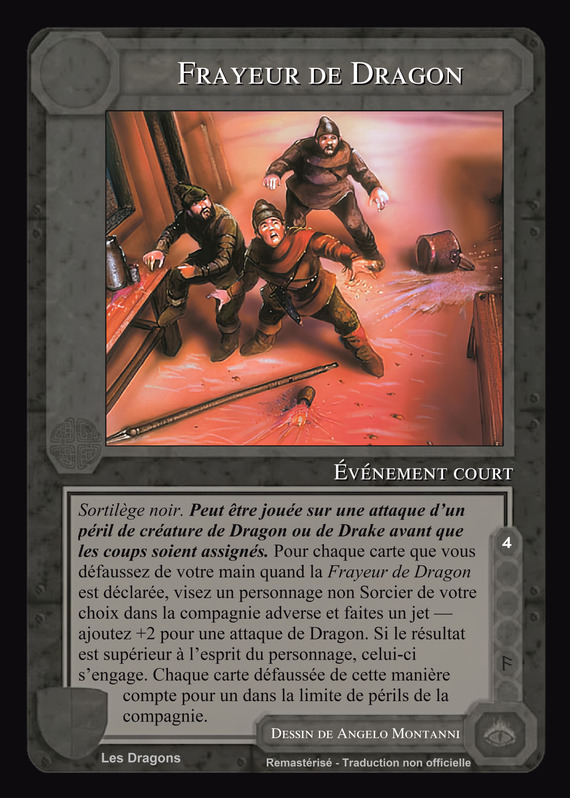 Frayeur de Dragon
Événement court
Sortilège noir. Peut être jouée sur une attaque d’un
péril de créature de Dragon ou de Drake avant que
les coups soient assignés. Pour chaque carte que vous
défaussez de votre main quand la Frayeur de Dragon
est déclarée, visez un personnage non Sorcier de votre
choix dans la compagnie adverse et faites un jet —
ajoutez +2 pour une attaque de Dragon. Si le résultat
est supérieur à l’esprit du personnage, celui-ci
s’engage. Chaque carte défaussée de cette manière
compte pour un dans la limite de périls de la
compagnie.
4
Dessin de Angelo Montanni
Les Dragons
Remastérisé - Traduction non officielle